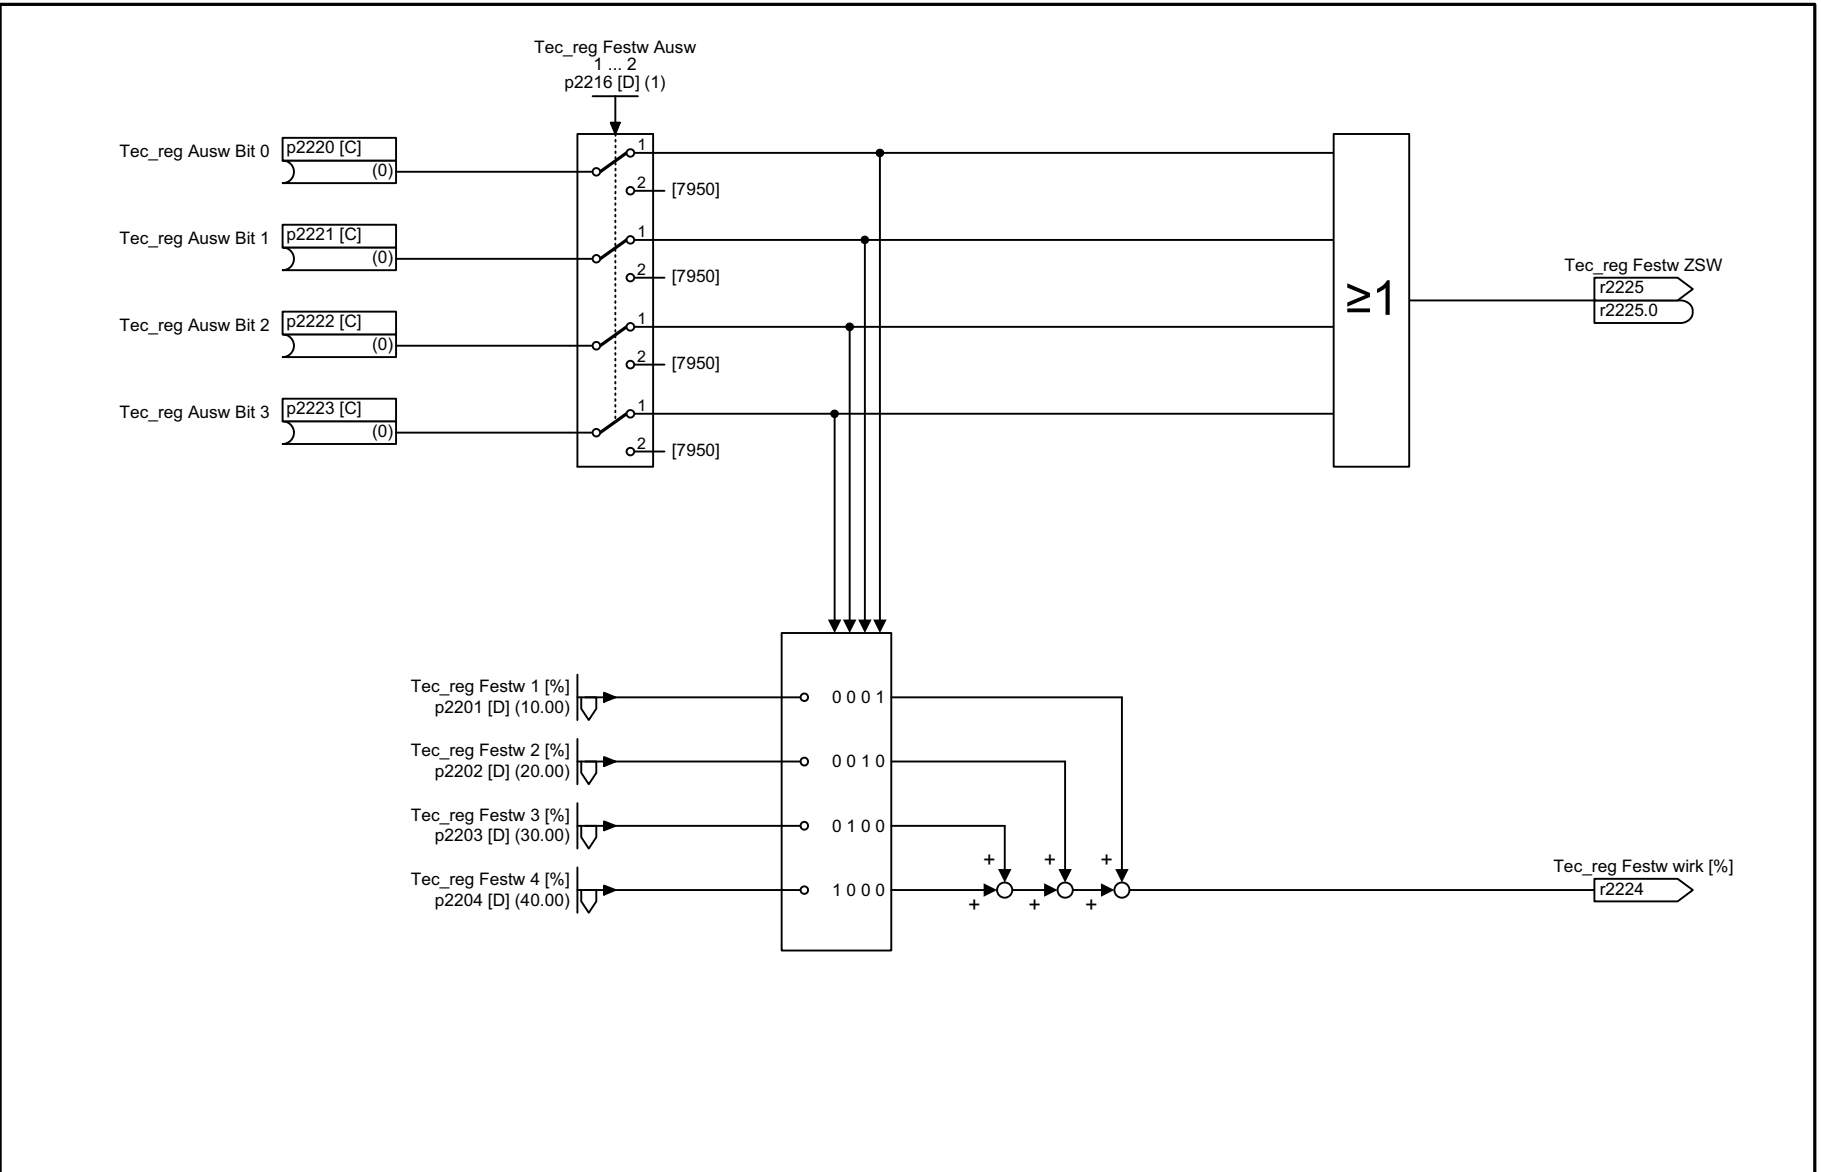 Tec_reg Festw Ausw
1 ... 2
p2216 [D] (1)
Tec_reg Ausw Bit 0
p2220 [C]
(0)
1
2
[7950]
Tec_reg Ausw Bit 1
p2221 [C]
(0)
1
2
[7950]
Tec_reg Ausw Bit 2
p2222 [C]
(0)
1
2
[7950]
Tec_reg Ausw Bit 3
p2223 [C]
(0)
1
2
[7950]
≥1
Tec_reg Festw ZSW
r2225
r2225.0
Tec_reg Festw 1 [%]
p2201 [D] (10.00)
0 0 0 1
Tec_reg Festw 2 [%]
p2202 [D] (20.00)
0 0 1 0
Tec_reg Festw 3 [%]
p2203 [D] (30.00)
0 1 0 0
Tec_reg Festw 4 [%]
p2204 [D] (40.00)
1 0 0 0
+ + +
+ + +
Tec_reg Festw wirk [%]
r2224